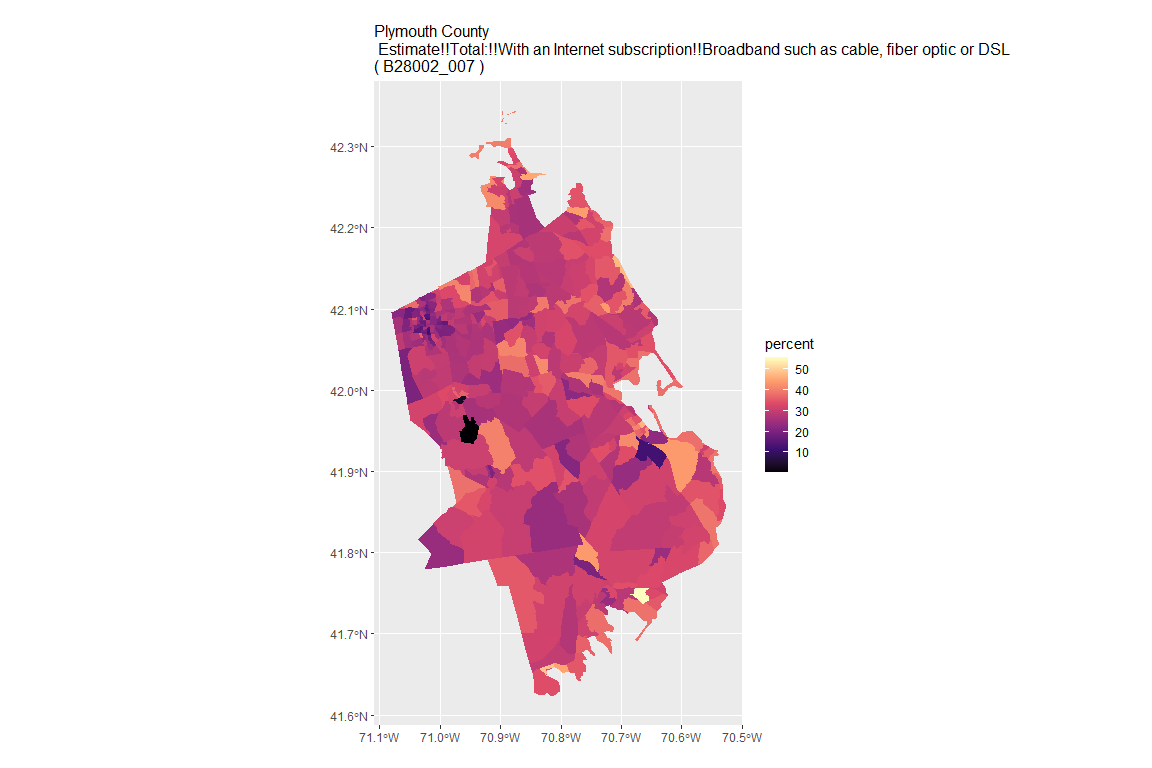 Plymouth County
Estimate!!Total:!!With an Internet subscription!!Broadband such as cable, fiber optic or DSL
( B28002_007 )
42.3°N
42.2°N
42.1°N
42.0°N
41.9°N
41.8°N
41.7°N
41.6°N
71.1°W 71.0°W 70.9°W 70.8°W 70.7°W 70.6°W 70.5°W
percent
50
40
30
20
10